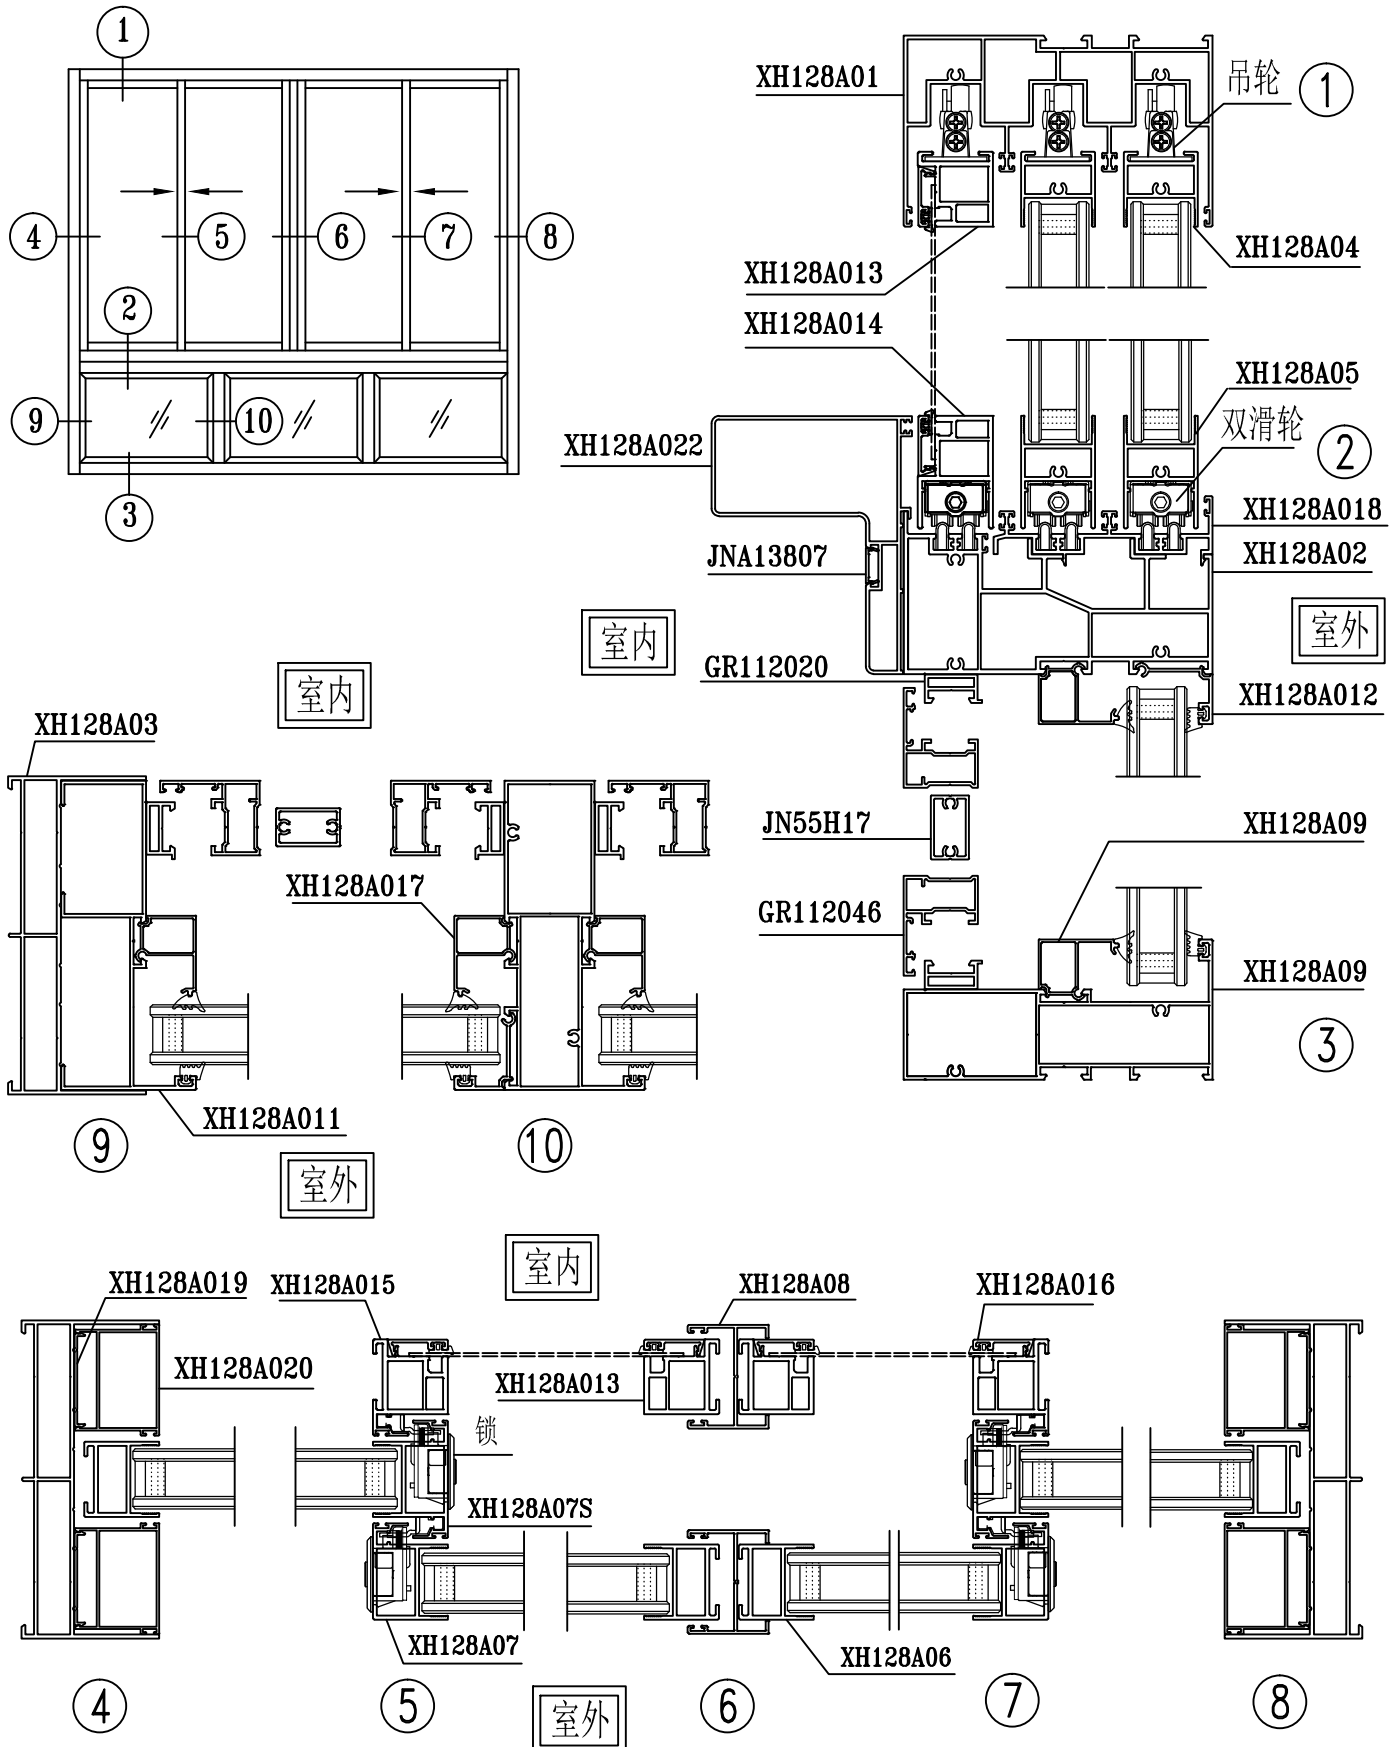 1
4
5
6
7
8
2
9
10
3
XH128A01
吊轮
1
XH128A013
XH128A04
XH128A014
XH128A05
双滑轮
2
XH128A022
XH128A018
JNA13807
XH128A02
室内
室外
GR112020
XH128A012
JN55H17
XH128A09
GR112046
XH128A09
3
室内
XH128A03
XH128A017
XH128A011
9
10
室外
室内
XH128A019
XH128A015
XH128A08
XH128A016
XH128A020
XH128A013
锁
XH128A07S
XH128A07
XH128A06
4
5
6
7
8
室外